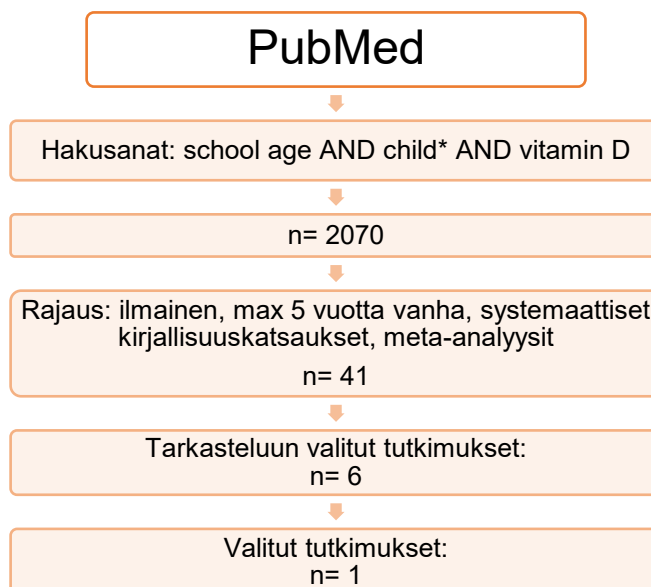 PubMed
Hakusanat: school age AND child* AND vitamin D
n= 2070
Rajaus: ilmainen, max 5 vuotta vanha, systemaattiset
kirjallisuuskatsaukset, meta-analyysit
n= 41
Tarkasteluun valitut tutkimukset:
n= 6
Valitut tutkimukset:
n= 1